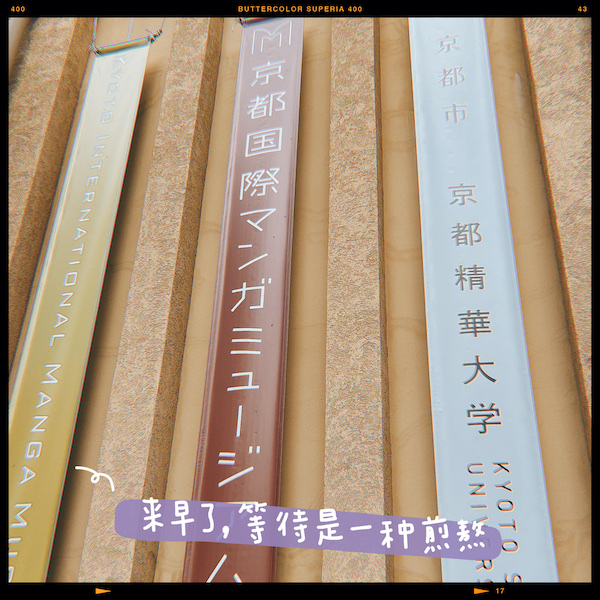 400
BUTTERCOLOR SUPERIA 400
43
KYOTO INTERNATIONAL MANGA
京都国際マンガミュージ
京都市
京都精華大学
KYOTO S
UNI
来早了,等待是一种煎熬
17